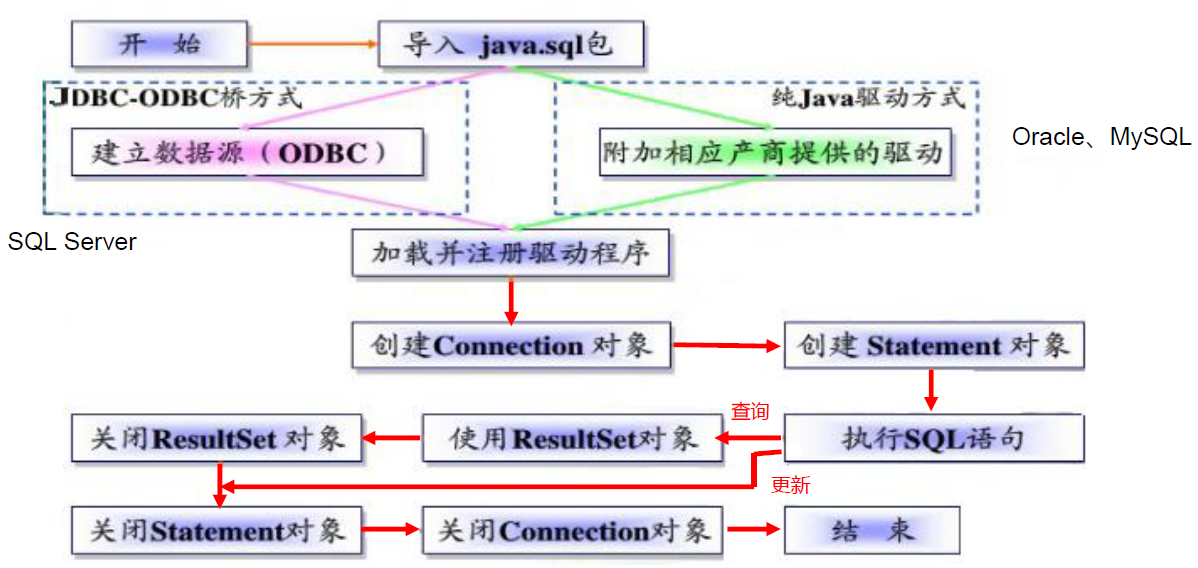 开 始
导入 java.sql包
JDBC-ODBC桥方式
纯Java驱动方式
建立数据源（ODBC）
附加相应产商提供的驱动
Oracle、MySQL
SQL Server
加载并注册驱动程序
创建Connection 对象
创建 Statement 对象
查询
关闭ResultSet 对象
使用ResultSet对象
执行SQL语句
更新
关闭Statement对象
关闭Connection对象
结 束